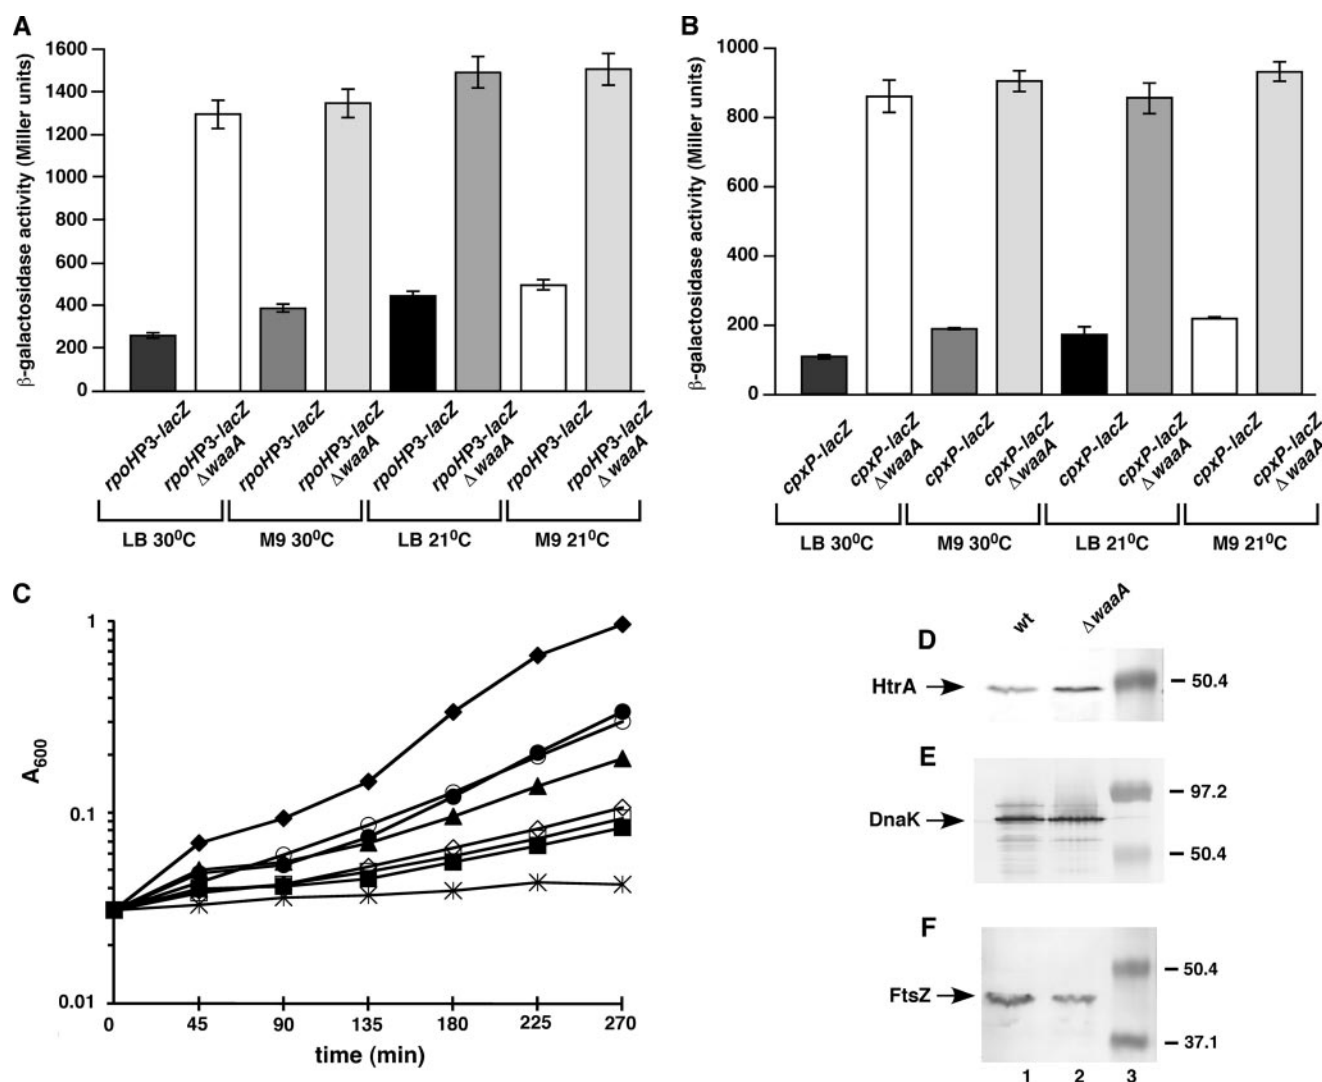 A
β-galactosidase activity (Miller units)
1600
1400
1200
1000
800
600
400
200
0
rpoHP3-lacZ
rpoHP3-lacZ
ΔwaaA
rpoHP3-lacZ
rpoHP3-lacZ
ΔwaaA
rpoHP3-lacZ
rpoHP3-lacZ
ΔwaaA
rpoHP3-lacZ
rpoHP3-lacZ
ΔwaaA
LB 30⁰C
M9 30⁰C
LB 21⁰C
M9 21⁰C
B
β-galactosidase activity (Miller units)
1000
800
600
400
200
0
cpxP-lacZ
cpxP-lacZ
ΔwaaA
cpxP-lacZ
cpxP-lacZ
ΔwaaA
cpxP-lacZ
cpxP-lacZ
ΔwaaA
cpxP-lacZ
cpxP-lacZ
ΔwaaA
LB 30⁰C
M9 30⁰C
LB 21⁰C
M9 21⁰C
C
A600
1
0.1
0.01
0 45 90 135 180 225 270
time (min)
wt ΔwaaA
D
HtrA
50.4
E
DnaK
97.2
50.4
F
FtsZ
50.4
37.1
1 2 3